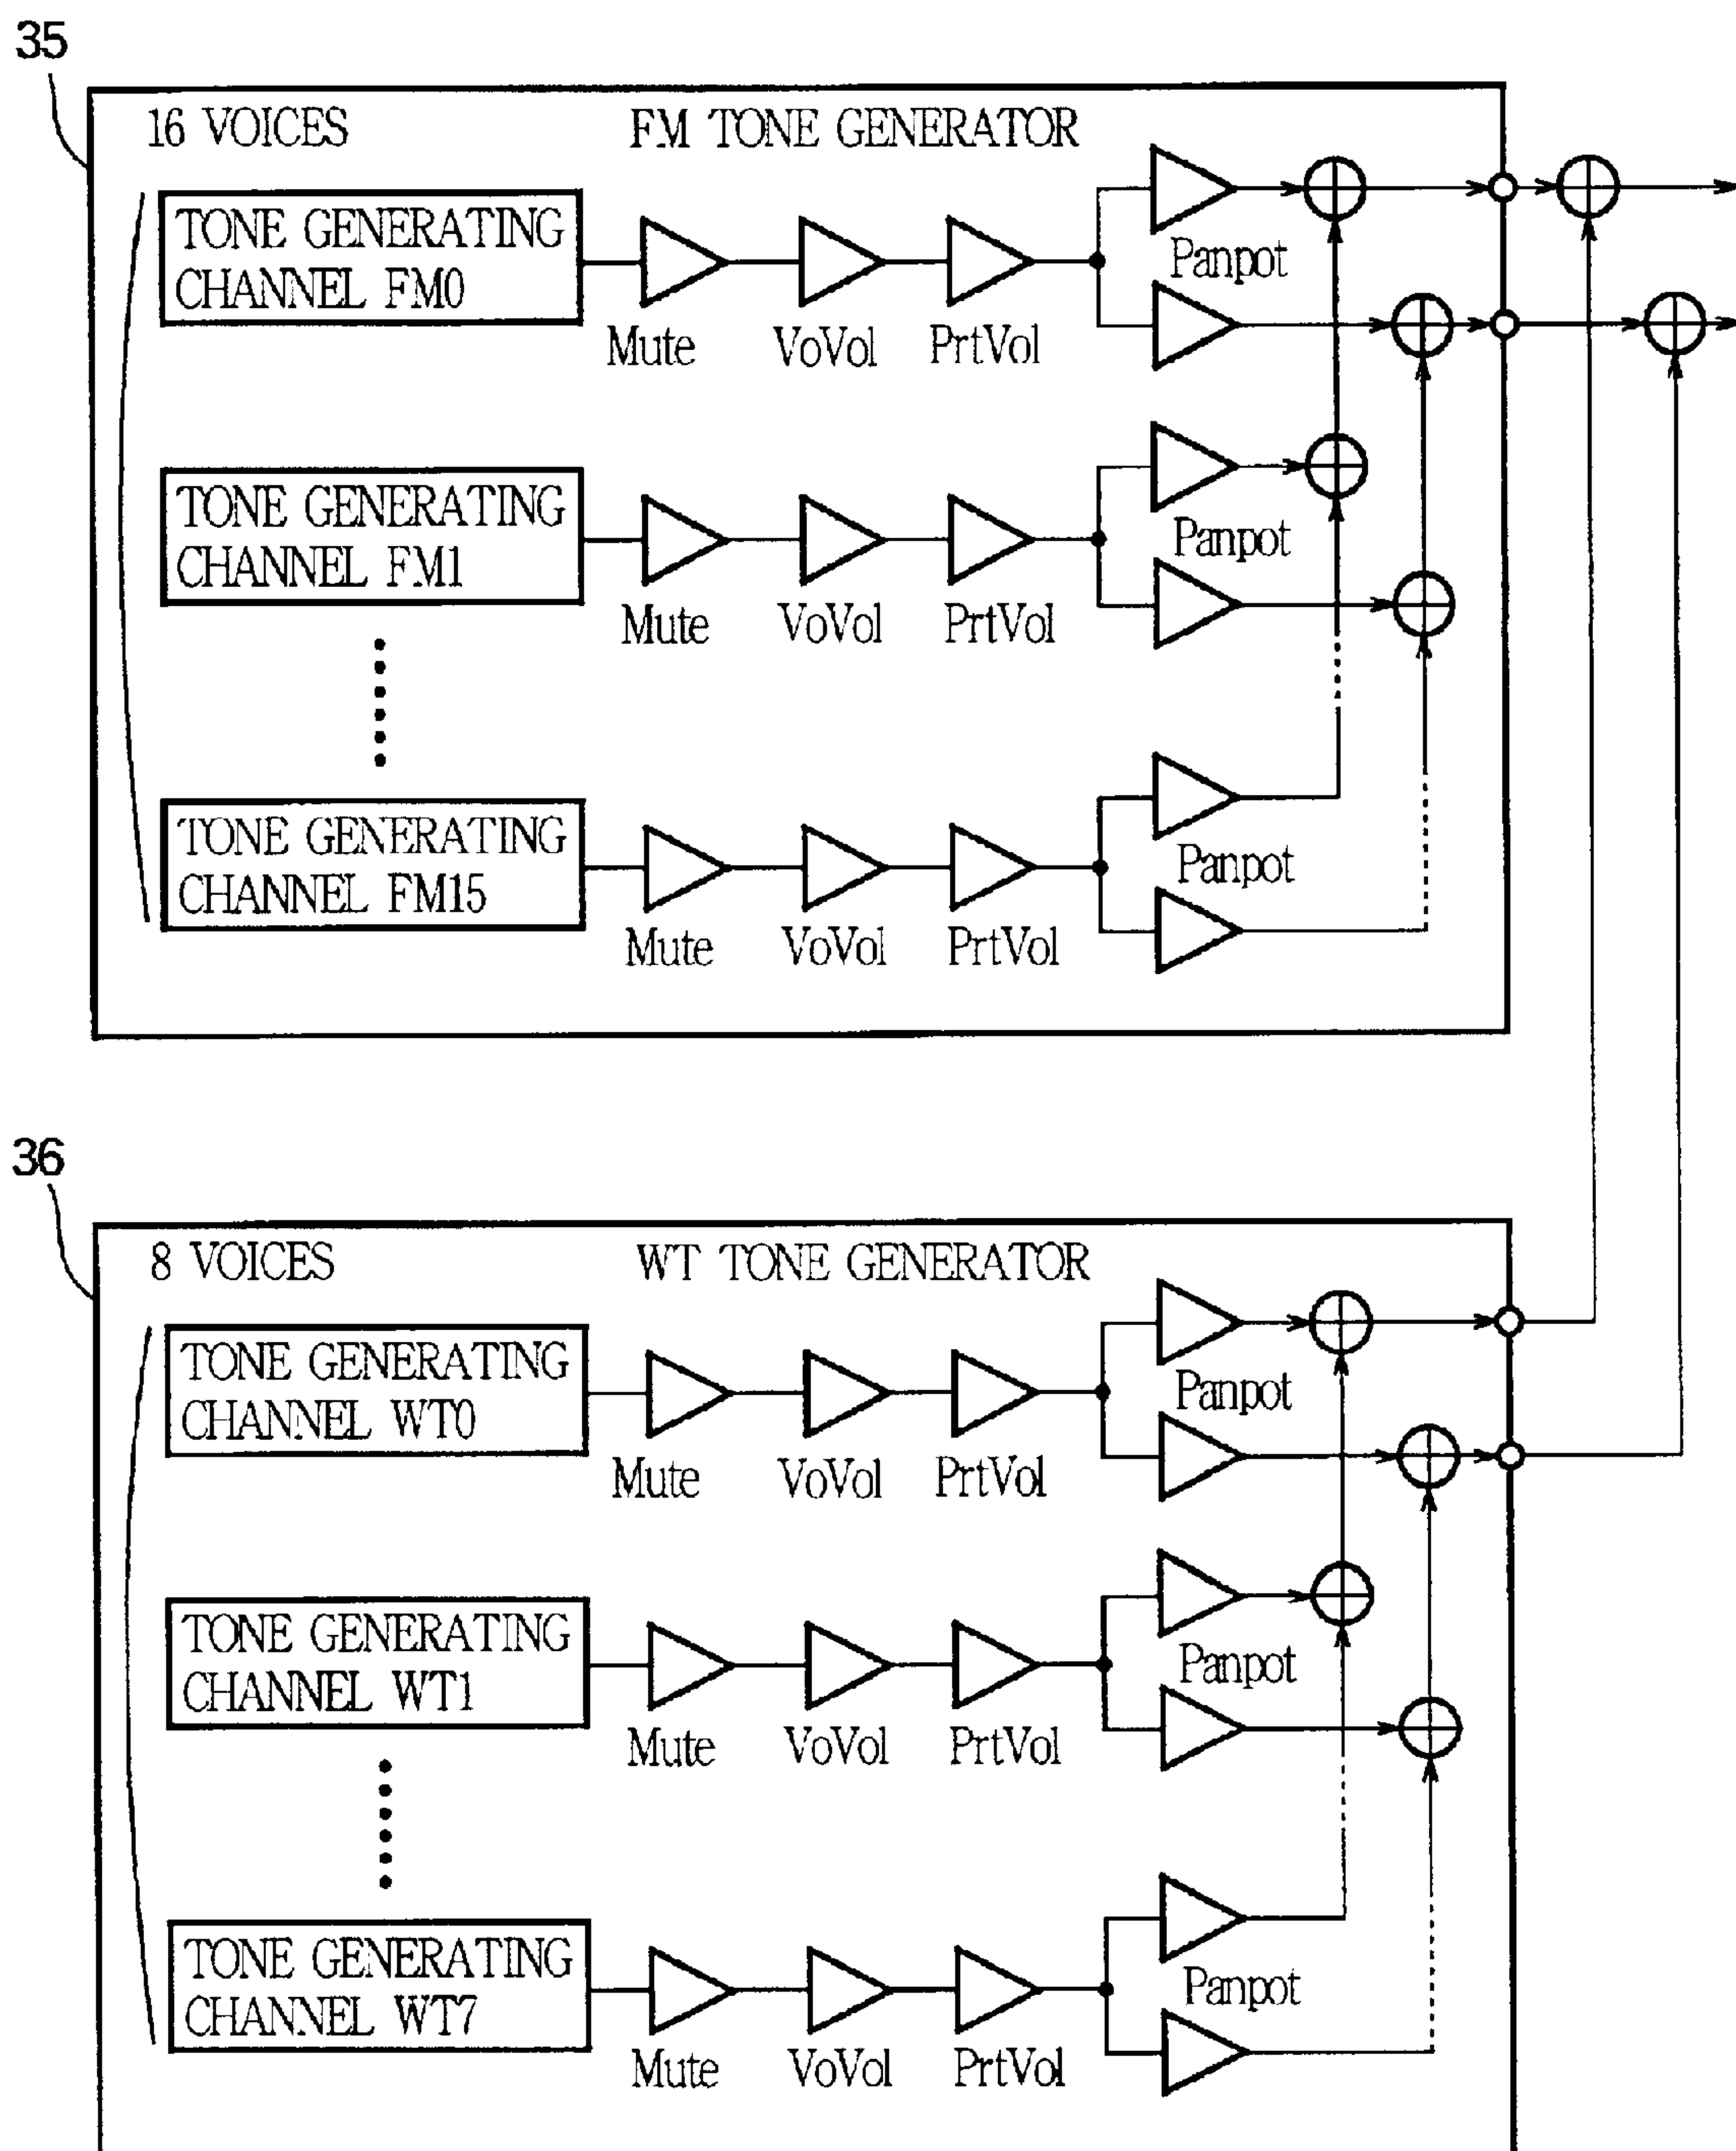 35
16 VOICES FM TONE GENERATOR
TONE GENERATING
CHANNEL FM0
Mute VoVol PrtVol Panpot
TONE GENERATING
CHANNEL FM1
Mute VoVol PrtVol Panpot
TONE GENERATING
CHANNEL FM15
Mute VoVol PrtVol Panpot
36
8 VOICES WT TONE GENERATOR
TONE GENERATING
CHANNEL WT0
Mute VoVol PrtVol Panpot
TONE GENERATING
CHANNEL WT1
Mute VoVol PrtVol Panpot
TONE GENERATING
CHANNEL WT7
Mute VoVol PrtVol Panpot